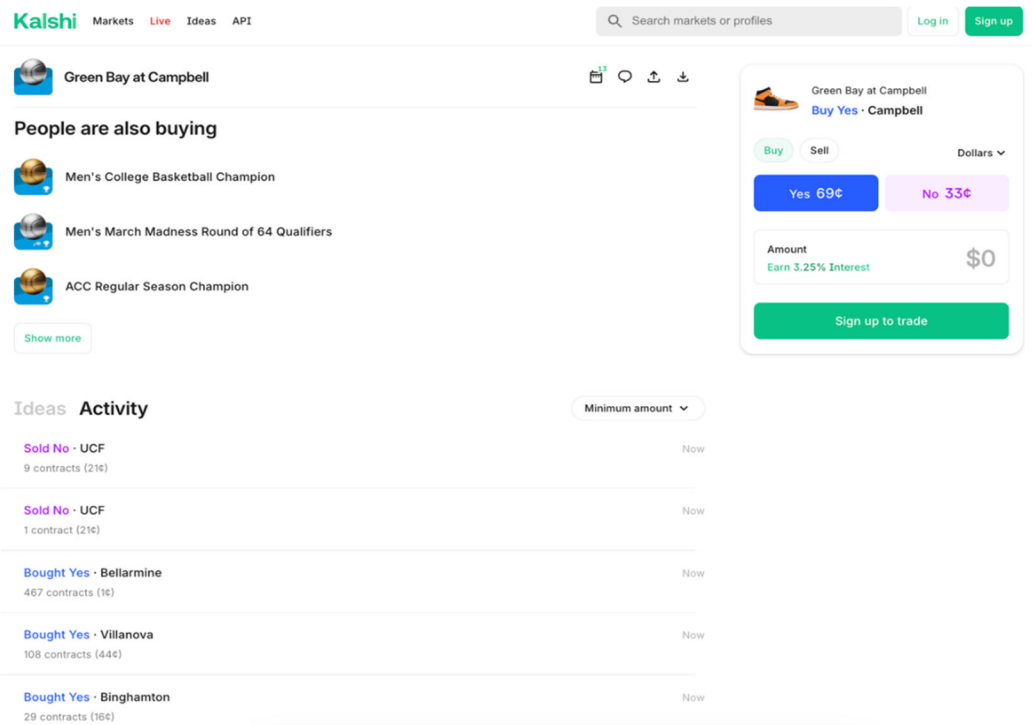 Kalshi Markets Live Ideas API Search markets or profiles Log in Sign up
Green Bay at Campbell
13
People are also buying
Men's College Basketball Champion
Men's March Madness Round of 64 Qualifiers
ACC Regular Season Champion
Show more
Green Bay at Campbell
Buy Yes · Campbell
Buy Sell Dollars
Yes 69¢ No 33¢
Amount
Earn 3.25% Interest
$0
Sign up to trade
Ideas Activity Minimum amount
Sold No · UCF Now
9 contracts (21¢)
Sold No · UCF Now
1 contract (21¢)
Bought Yes · Bellarmine Now
467 contracts (1¢)
Bought Yes · Villanova Now
108 contracts (44¢)
Bought Yes · Binghamton Now
29 contracts (16¢)